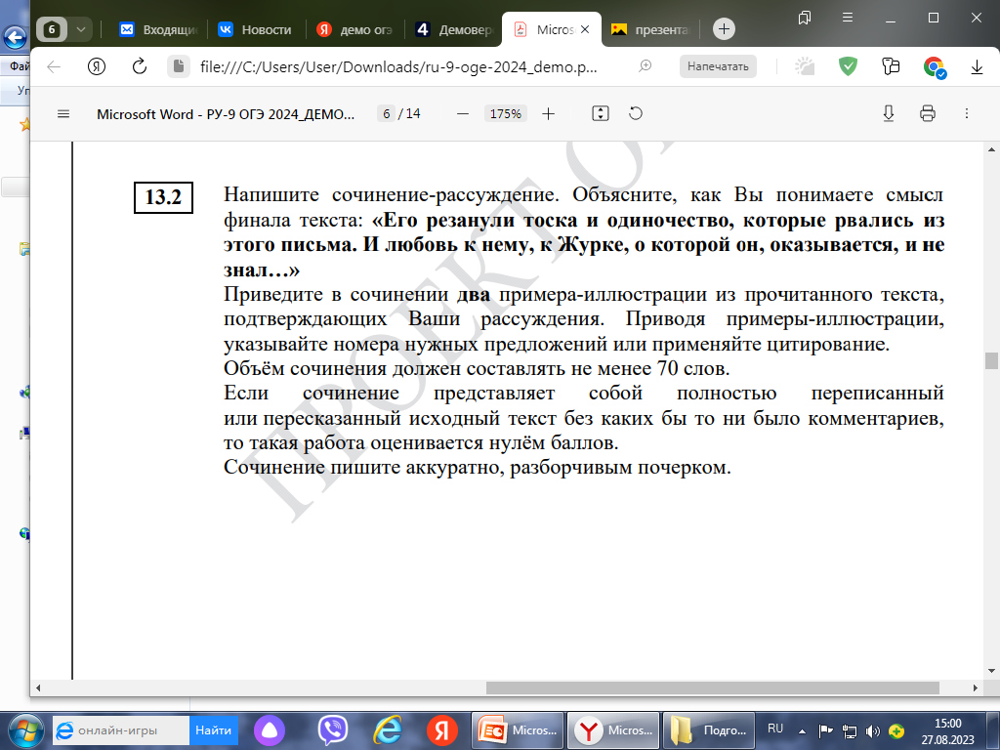 6
Входящи
Новости
демо огэ
Демовер
Micros
презента
file:///C:/Users/User/Downloads/ru-9-oge-2024_demo.p...
Напечатать
Microsoft Word - РУ-9 ОГЭ 2024_ДЕМО...
6 / 14
175%
Фай
13.2
Напишите сочинение-рассуждение. Объясните, как Вы понимаете смысл
финала текста: «Его резанули тоска и одиночество, которые рвались из
этого письма. И любовь к нему, к Журке, о которой он, оказывается, и не
знал…»
Приведите в сочинении два примера-иллюстрации из прочитанного текста,
подтверждающих Ваши рассуждения. Приводя примеры-иллюстрации,
указывайте номера нужных предложений или применяйте цитирование.
Объём сочинения должен составлять не менее 70 слов.
Если сочинение представляет собой полностью переписанный
или пересказанный исходный текст без каких бы то ни было комментариев,
то такая работа оценивается нулём баллов.
Сочинение пишите аккуратно, разборчивым почерком.
ПРОЕКТ
онлайн-игры
Найти
Micros...
Micros...
Подго...
RU
15:00
27.08.2023